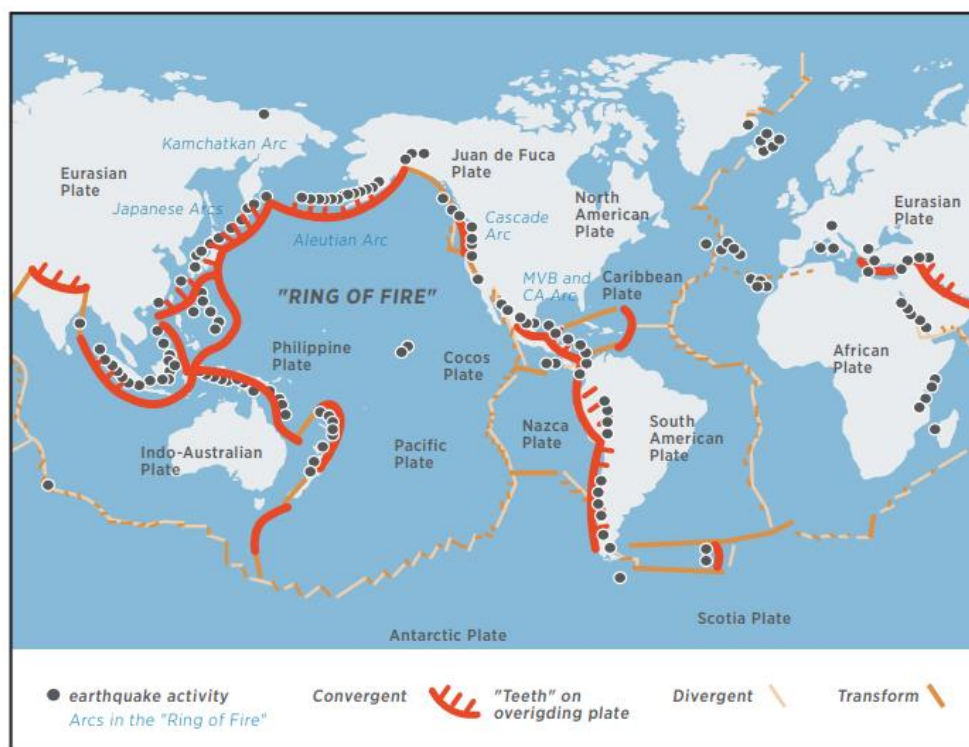 Kamchatkan Arc
Eurasian
Plate
Japanese Arcs
Aleutian Arc
Juan de Fuca
Plate
North
American
Plate
Cascade
Arc
Eurasian
Plate
MVB and
CA Arc
Caribbean
Plate
"RING OF FIRE"
Philippine
Plate
Cocos
Plate
African
Plate
Indo-Australian
Plate
Pacific
Plate
Nazca
Plate
South
American
Plate
Antarctic Plate
Scotia Plate
earthquake activity
Arcs in the "Ring of Fire"
Convergent
"Teeth" on
overigding plate
Divergent
Transform